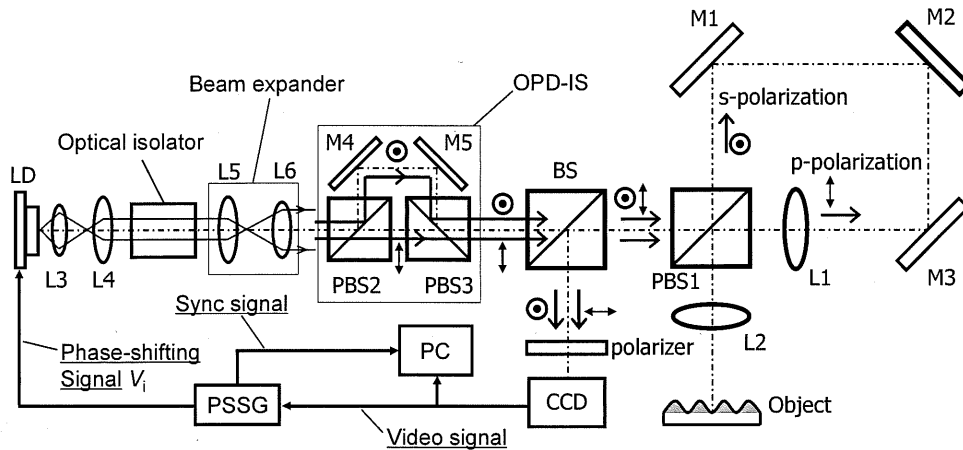 M1
M2
OPD-IS
Beam expander
s-polarization
Optical isolator
M4
M5
p-polarization
LD
L5
L6
BS
L3
L4
PBS2
PBS3
PBS1
L1
M3
Sync signal
L2
Phase-shifting
Signal Vi
PC
polarizer
PSSG
CCD
Object
Video signal